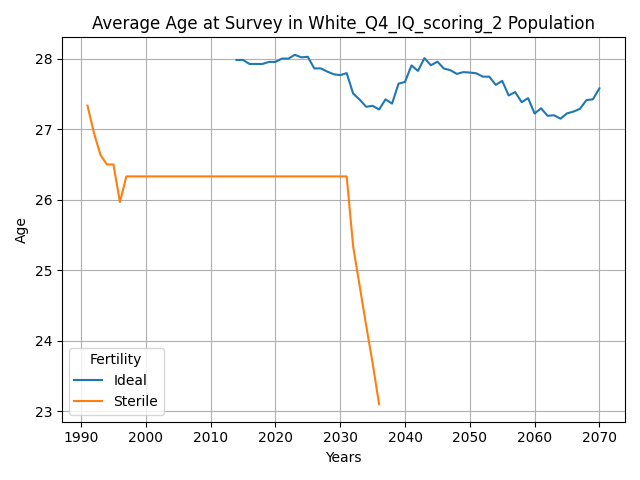 Average Age at Survey in White_Q4_IQ_scoring_2 Population
28
27
26
25
24
23
Age
Fertility
Ideal
Sterile
1990 2000 2010 2020 2030 2040 2050 2060 2070
Years